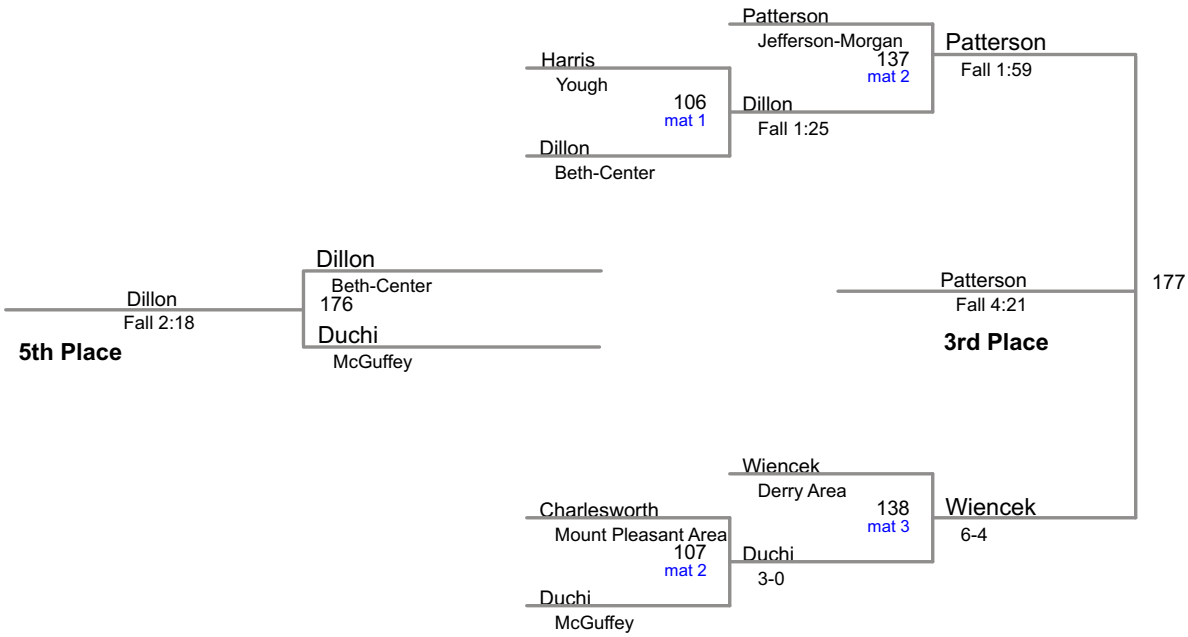 Patterson
Jefferson-Morgan
137
mat 2
Patterson
Fall 1:59
Harris
Yough
106
mat 1
Dillon
Fall 1:25
Dillon
Beth-Center
Dillon
Beth-Center
176
Dillon
Fall 2:18
5th Place
Duchi
McGuffey
Patterson
Fall 4:21
3rd Place
177
Wiencek
Derry Area
138
mat 3
Wiencek
6-4
Charlesworth
Mount Pleasant Area
107
mat 2
Duchi
3-0
Duchi
McGuffey